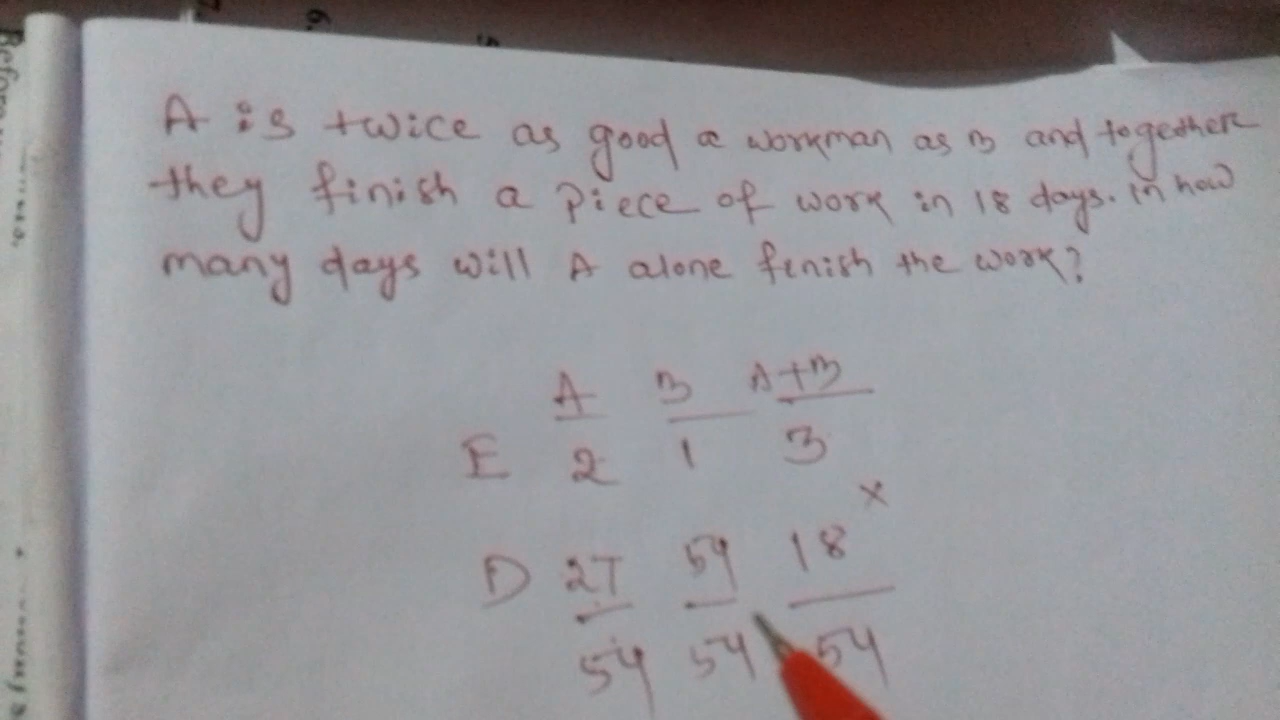 A is twice as good a workman as B and together
they finish a piece of work in 18 days. In how
many days will A alone finish the work?
A B A+B
E 2 1 3
x
D 27 54 18
54 54 54